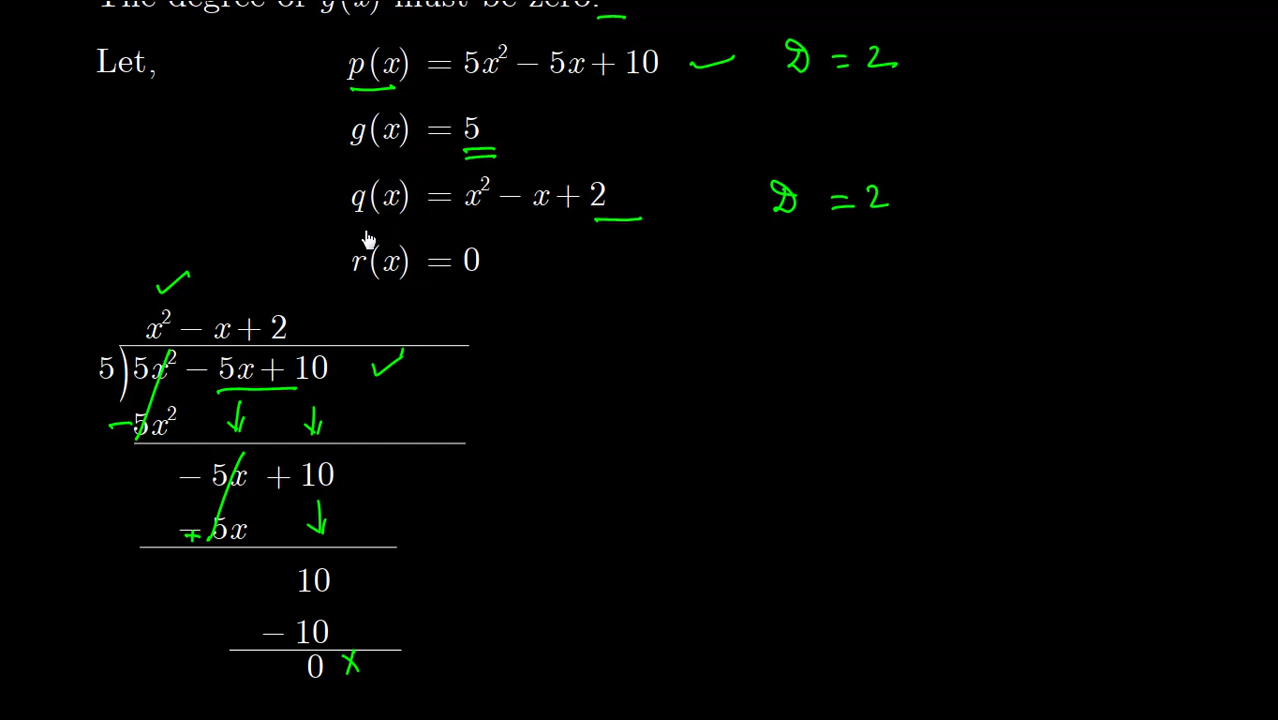 The degree of g(x) must be zero.
Let, p(x) = 5x² − 5x + 10 D = 2
g(x) = 5
q(x) = x² − x + 2 D = 2
r(x) = 0
x² − x + 2
5)5x² − 5x + 10
− 5x²
− 5x + 10
− 5x
+
10
− 10
0